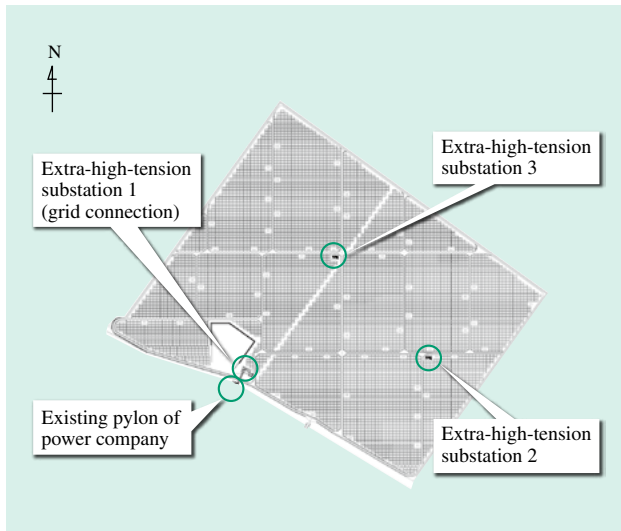 N
Extra-high-tension
substation 3
Extra-high-tension
substation 1
(grid connection)
Existing pylon of
power company
Extra-high-tension
substation 2